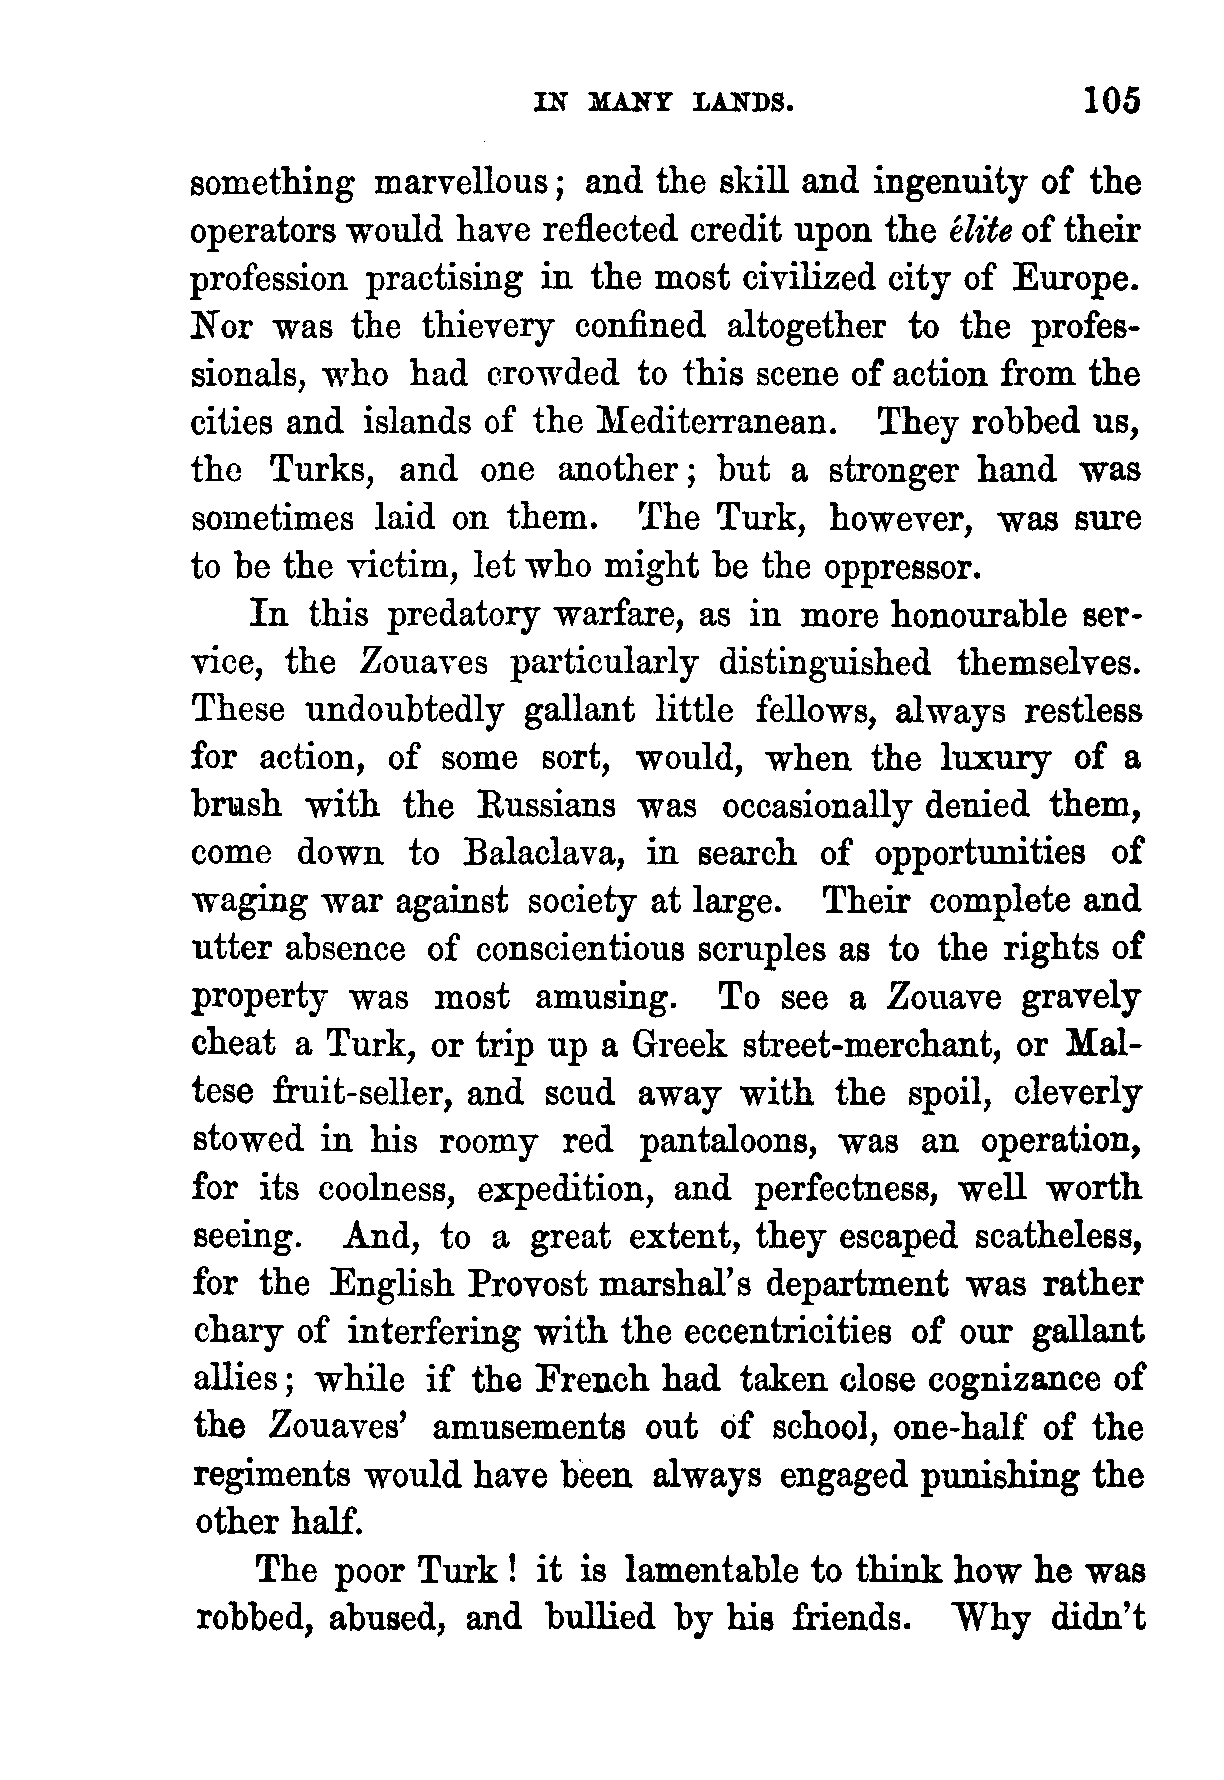 IN MANY LANDS. 105
something marvellous; and the skill and ingenuity of the
operators would have reflected credit upon the élite of their
profession practising in the most civilized city of Europe.
Nor was the thievery confined altogether to the profes-
sionals, who had crowded to this scene of action from the
cities and islands of the Mediterranean. They robbed us,
the Turks, and one another; but a stronger hand was
sometimes laid on them. The Turk, however, was sure
to be the victim, let who might be the oppressor.
In this predatory warfare, as in more honourable ser-
vice, the Zouaves particularly distinguished themselves.
These undoubtedly gallant little fellows, always restless
for action, of some sort, would, when the luxury of a
brush with the Russians was occasionally denied them,
come down to Balaclava, in search of opportunities of
waging war against society at large. Their complete and
utter absence of conscientious scruples as to the rights of
property was most amusing. To see a Zouave gravely
cheat a Turk, or trip up a Greek street-merchant, or Mal-
tese fruit-seller, and scud away with the spoil, cleverly
stowed in his roomy red pantaloons, was an operation,
for its coolness, expedition, and perfectness, well worth
seeing. And, to a great extent, they escaped scatheless,
for the English Provost marshal's department was rather
chary of interfering with the eccentricities of our gallant
allies; while if the French had taken close cognizance of
the Zouaves' amusements out of school, one-half of the
regiments would have been always engaged punishing the
other half.
The poor Turk! it is lamentable to think how he was
robbed, abused, and bullied by his friends. Why didn't